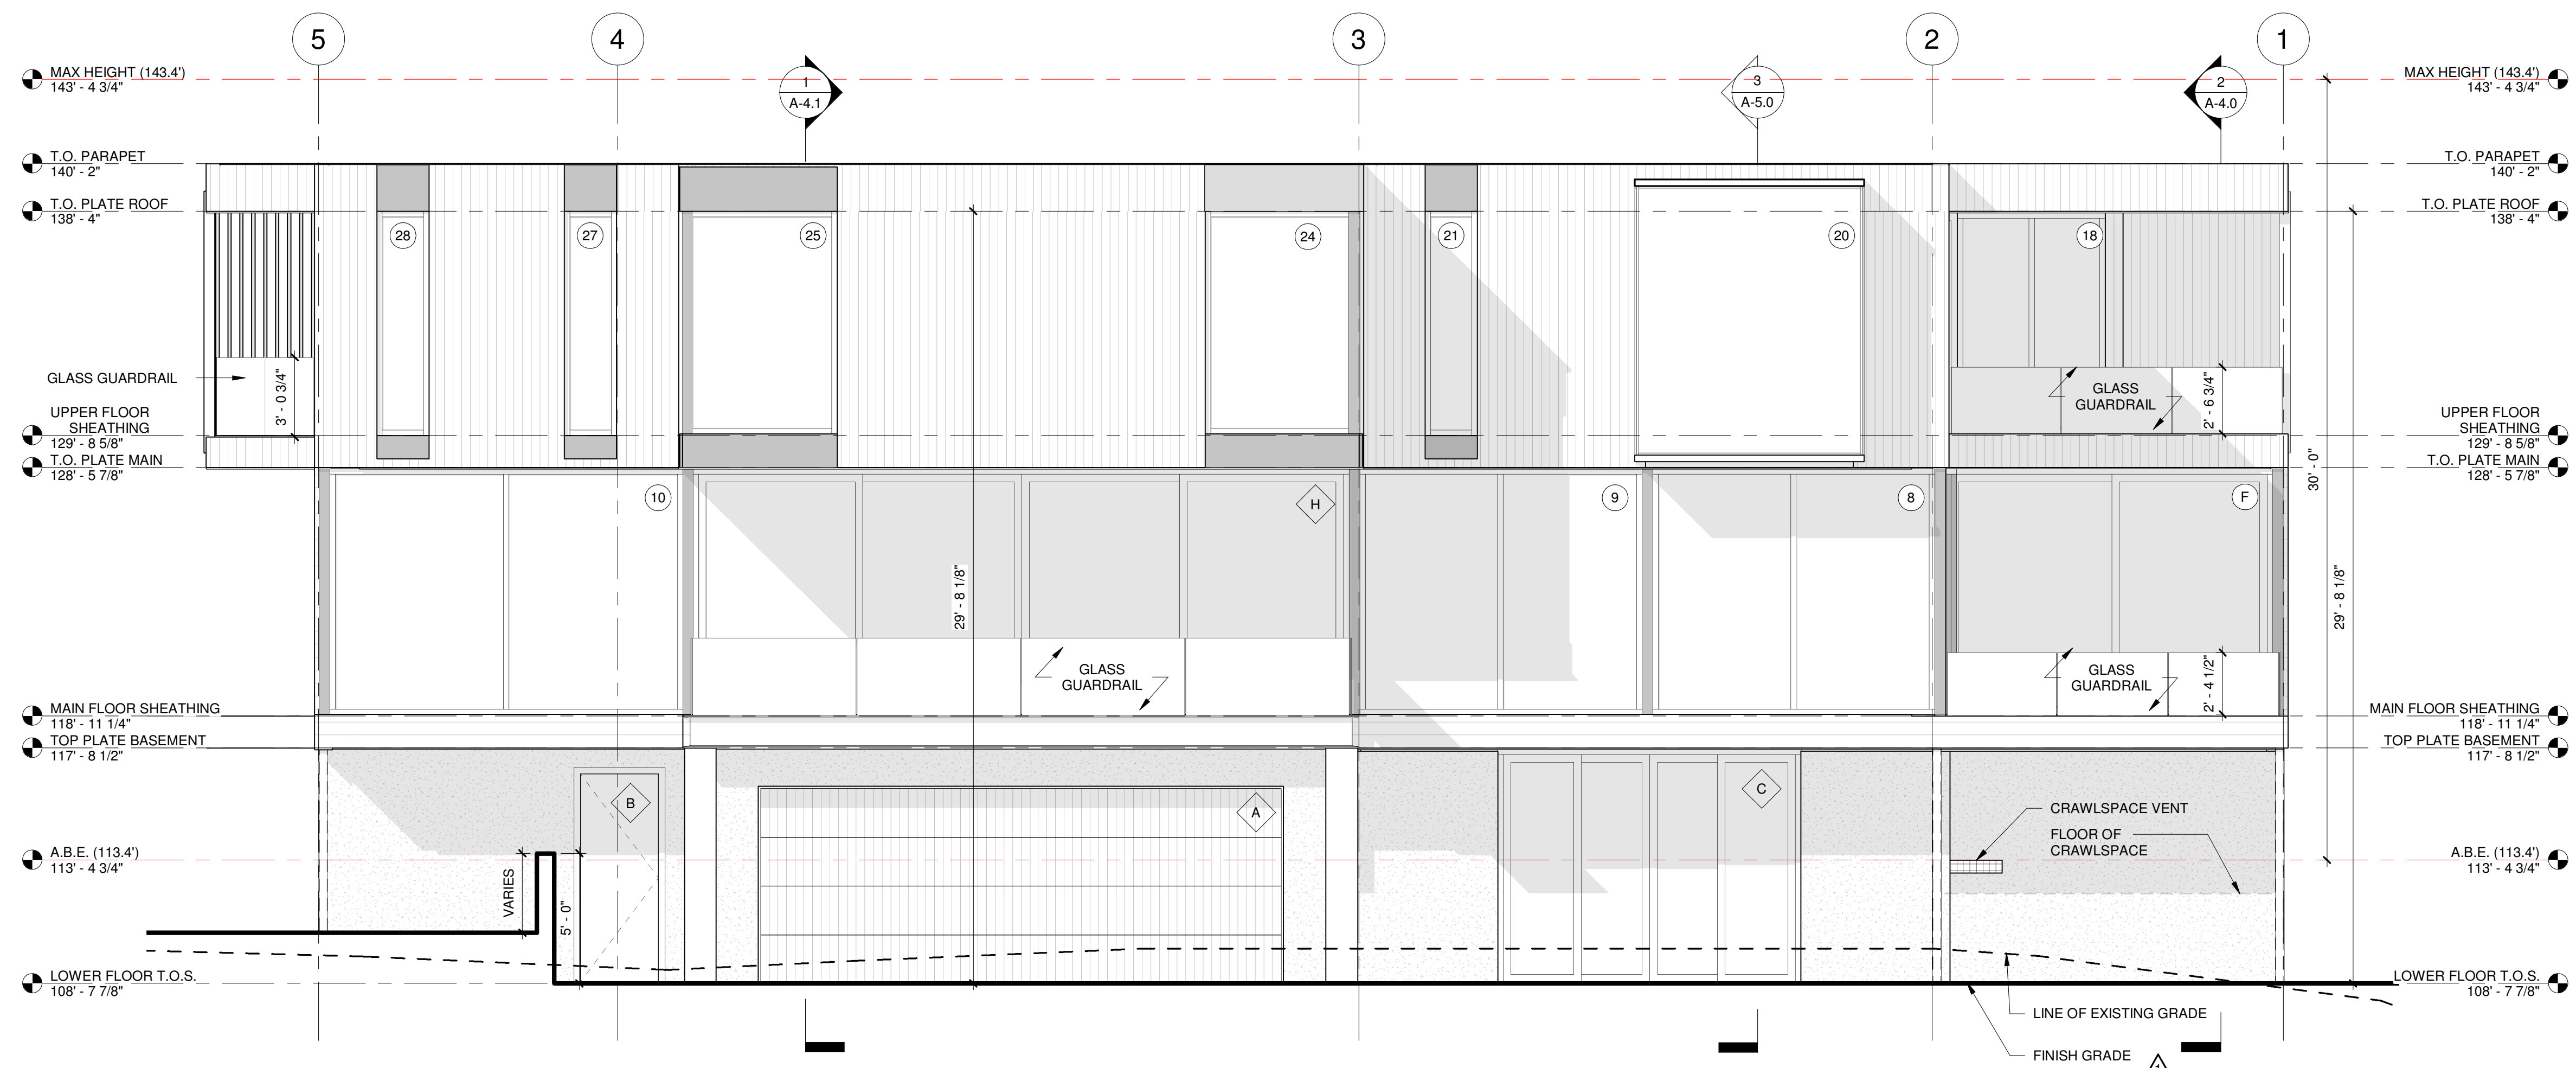 5
4
3
2
1
MAX HEIGHT (143.4')
143' - 4 3/4"
1
A-4.1
3
A-5.0
2
A-4.0
MAX HEIGHT (143.4')
143' - 4 3/4"
T.O. PARAPET
140' - 2"
T.O. PARAPET
140' - 2"
T.O. PLATE ROOF
138' - 4"
T.O. PLATE ROOF
138' - 4"
28
27
25
24
21
20
18
GLASS GUARDRAIL
3' - 0 3/4"
GLASS
GUARDRAIL
2' - 6 3/4"
UPPER FLOOR
SHEATHING
129' - 8 5/8"
UPPER FLOOR
SHEATHING
129' - 8 5/8"
T.O. PLATE MAIN
128' - 5 7/8"
T.O. PLATE MAIN
128' - 5 7/8"
30' - 0"
10
H
9
8
F
29' - 8 1/8"
29' - 8 1/8"
GLASS
GUARDRAIL
GLASS
GUARDRAIL
2' - 4 1/2"
MAIN FLOOR SHEATHING
118' - 11 1/4"
MAIN FLOOR SHEATHING
118' - 11 1/4"
TOP PLATE BASEMENT
117' - 8 1/2"
TOP PLATE BASEMENT
117' - 8 1/2"
B
A
C
CRAWLSPACE VENT
FLOOR OF
CRAWLSPACE
A.B.E. (113.4')
113' - 4 3/4"
A.B.E. (113.4')
113' - 4 3/4"
VARIES
5' - 0"
LOWER FLOOR T.O.S.
108' - 7 7/8"
LOWER FLOOR T.O.S.
108' - 7 7/8"
LINE OF EXISTING GRADE
FINISH GRADE